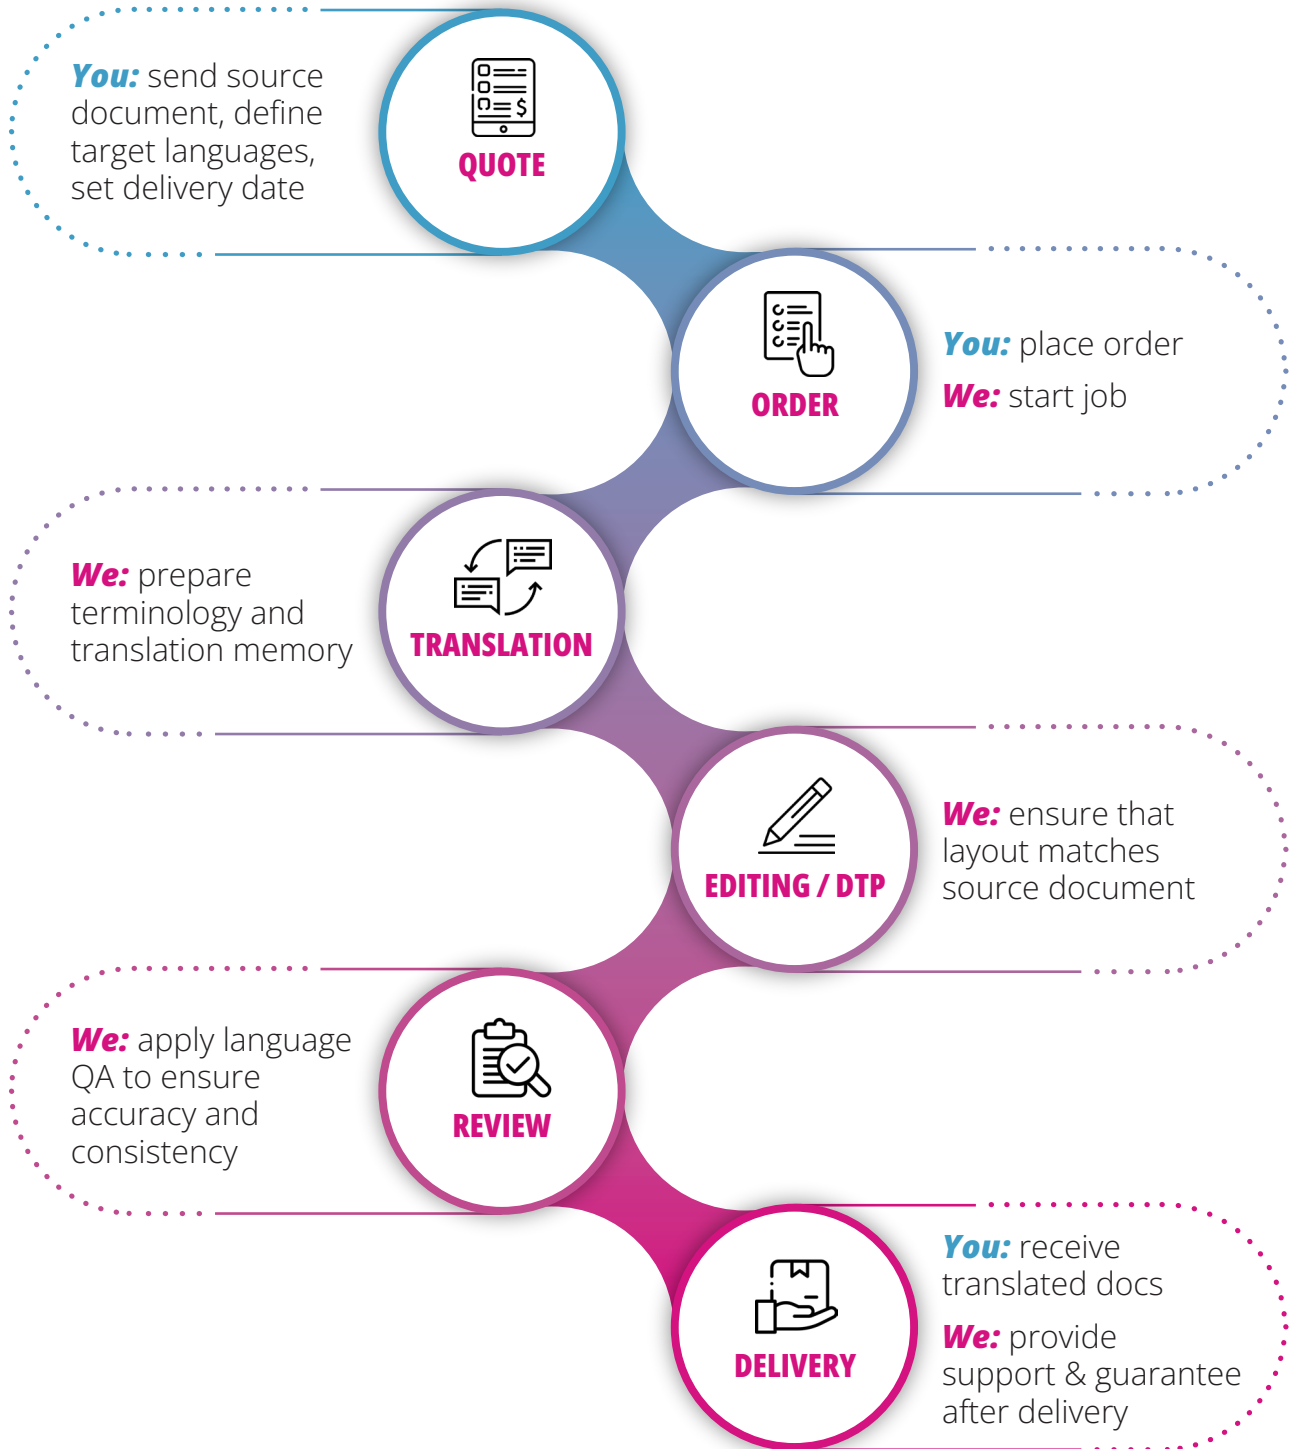 You: send source
document, define
target languages,
set delivery date
QUOTE
ORDER
You: place order
We: start job
We: prepare
terminology and
translation memory
TRANSLATION
EDITING / DTP
We: ensure that
layout matches
source document
We: apply language
QA to ensure
accuracy and
consistency
REVIEW
DELIVERY
You: receive
translated docs
We: provide
support & guarantee
after delivery